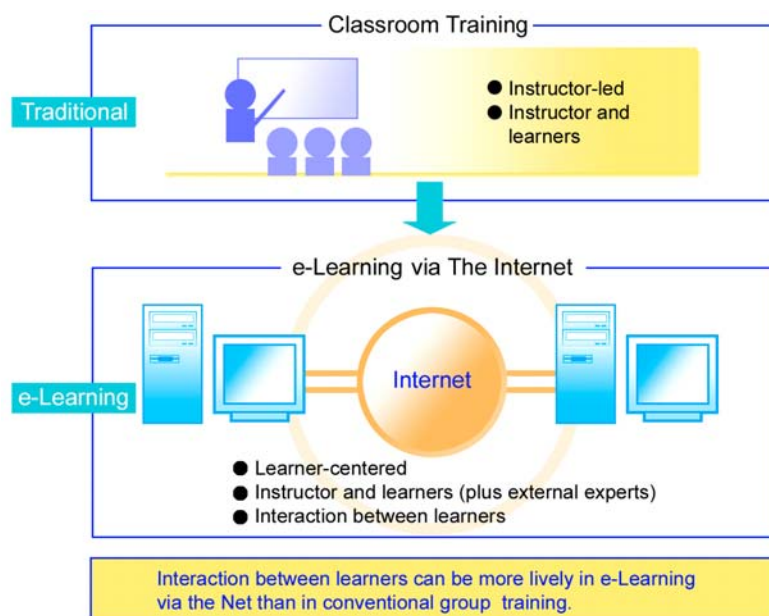 Classroom Training
Traditional
● Instructor-led
● Instructor and
learners
e-Learning via The Internet
Internet
e-Learning
● Learner-centered
● Instructor and learners (plus external experts)
● Interaction between learners
Interaction between learners can be more lively in e-Learning
via the Net than in conventional group training.